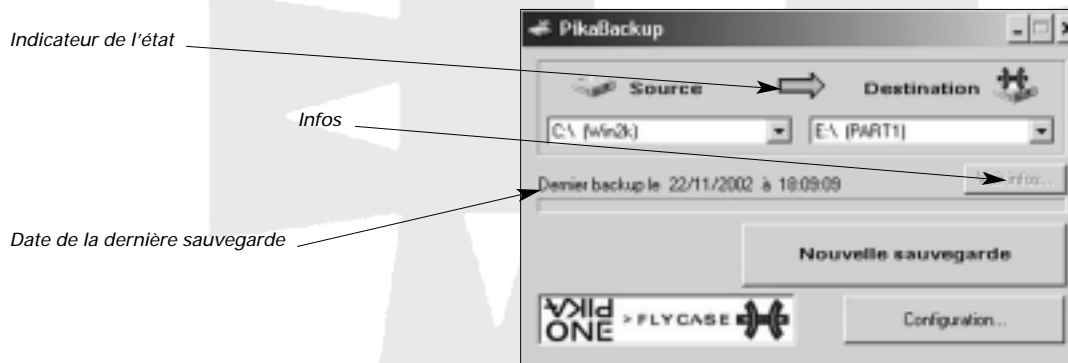 Indicateur de l'état
Infos
Date de la dernière sauvegarde
PikaBackup
Source
Destination
C:\ (Win2k)
E:\ (PART1)
Dernier backup le 22/11/2002 à 18:09:09
infos...
Nouvelle sauvegarde
PIKA
ONE
> FLYCASE
Configuration...